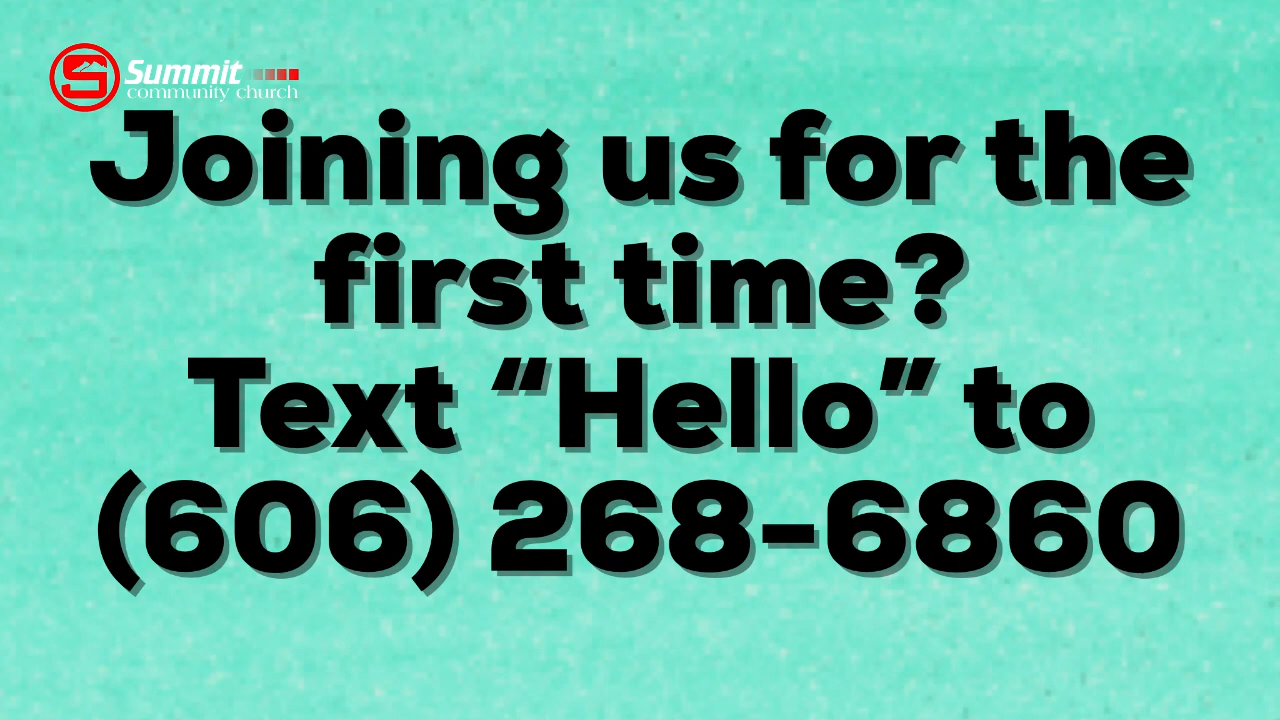 Summit
community church
Joining us for the
first time?
Text “Hello” to
(606) 268-6860